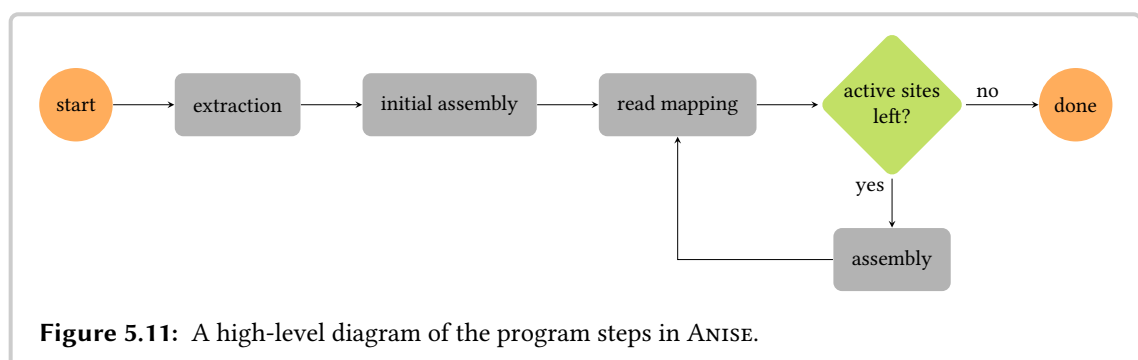 start
extraction
initial assembly
read mapping
active sites
left?
no
done
yes
assembly
Figure 5.11: A high-level diagram of the program steps in ANISE.